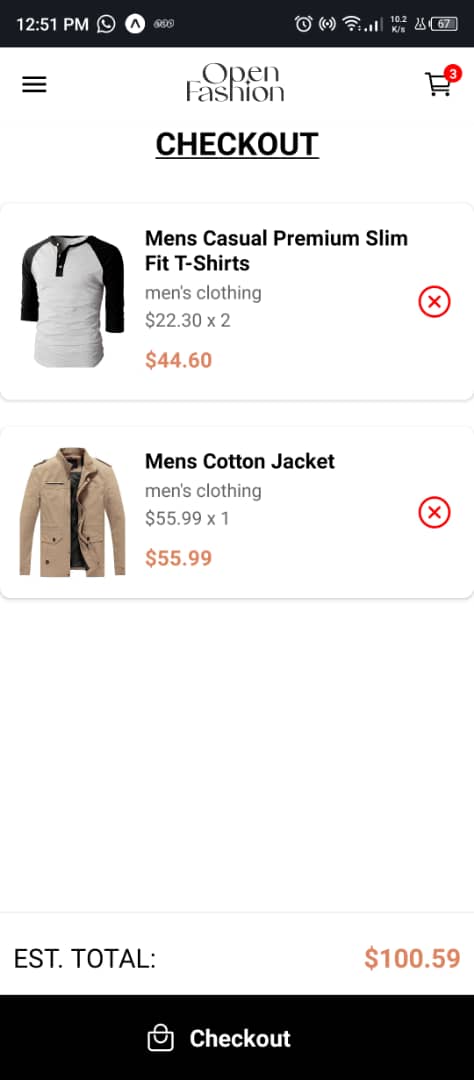 12:51 PM
10.2
K/s
67
Open
Fashion
3
CHECKOUT
Mens Casual Premium Slim
Fit T-Shirts
men's clothing
$22.30 x 2
$44.60
Mens Cotton Jacket
men's clothing
$55.99 x 1
$55.99
EST. TOTAL:
$100.59
Checkout